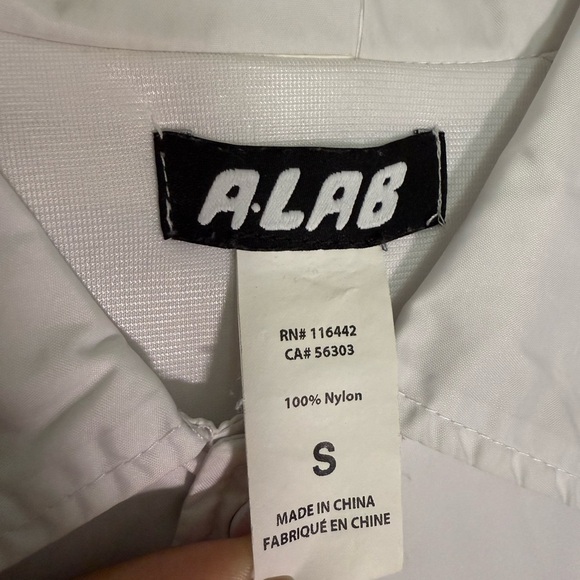 A.LAB
RN# 116442
CA# 56303
100% Nylon
S
MADE IN CHINA
FABRIQUÉ EN CHINE